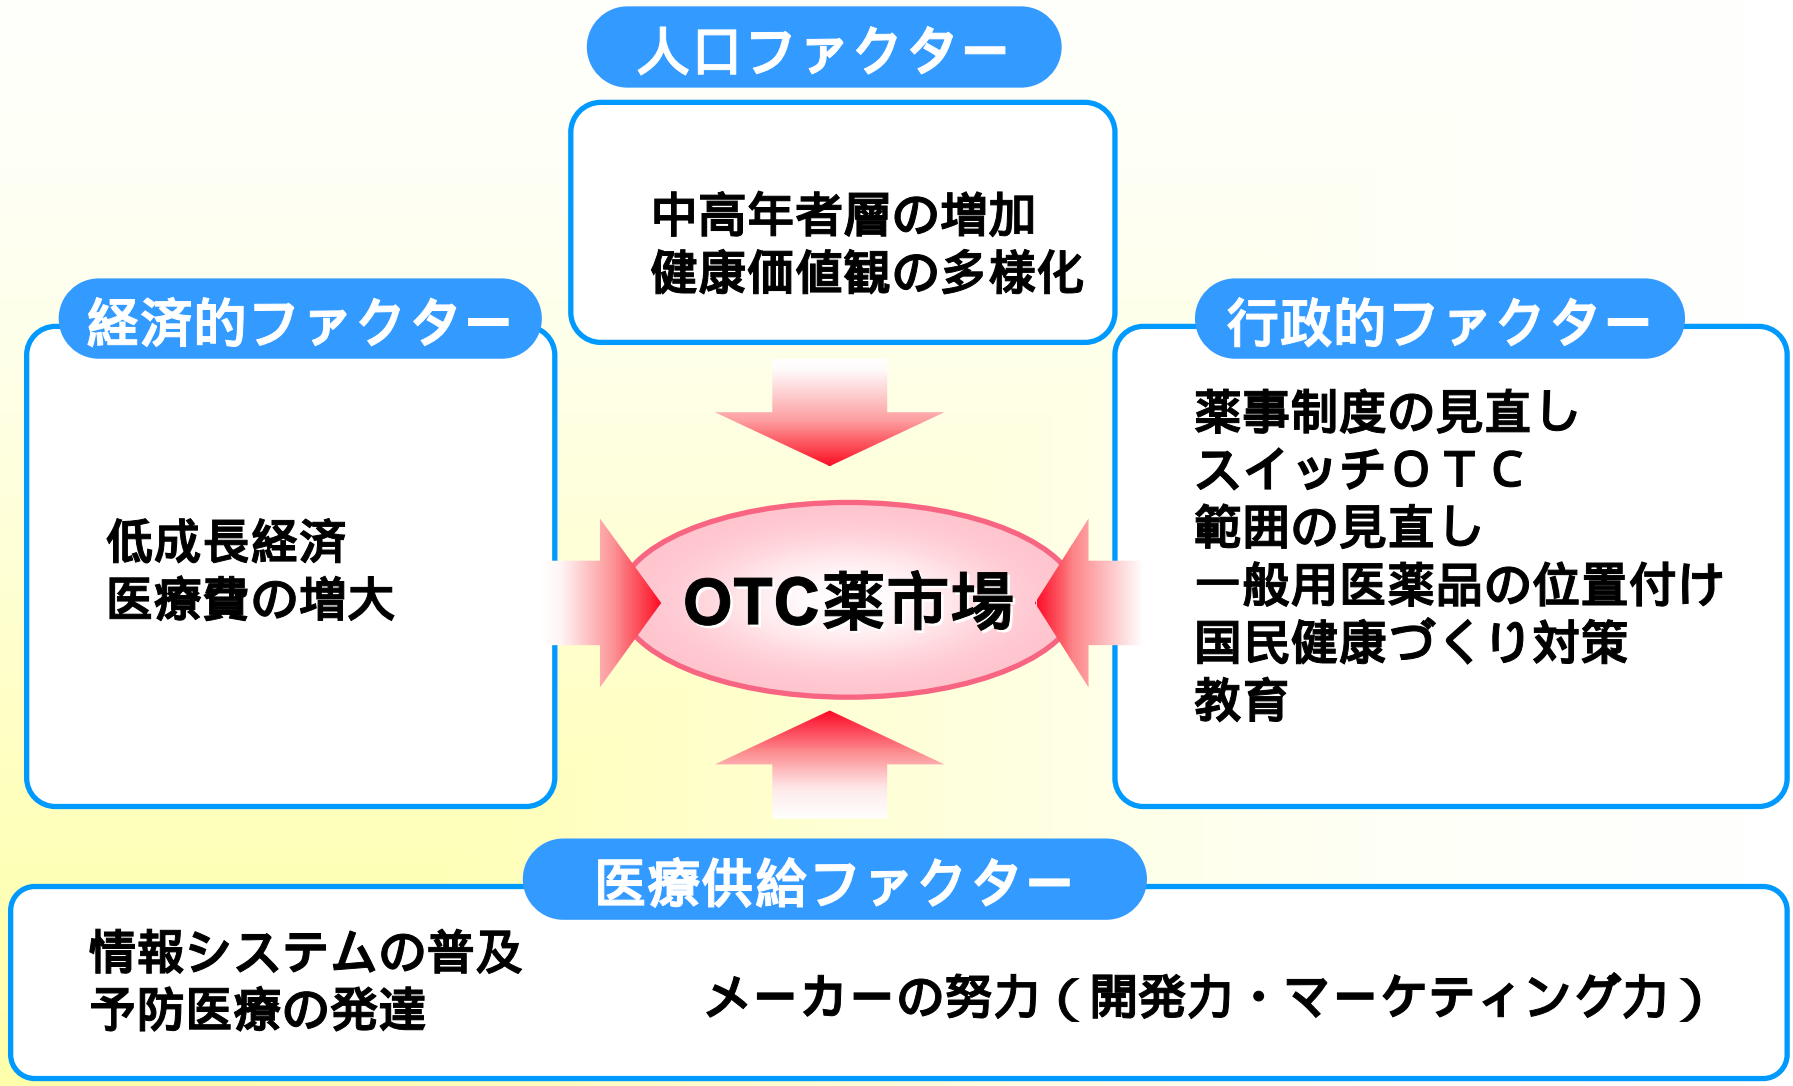 人口ファクター
中高年者層の増加
健康価値観の多様化
経済的ファクター
低成長経済
医療費の増大
行政的ファクター
薬事制度の見直し
スイッチＯＴＣ
範囲の見直し
一般用医薬品の位置付け
国民健康づくり対策
教育
OTC薬市場
医療供給ファクター
情報システムの普及
予防医療の発達
メーカーの努力（開発力・マーケティング力）